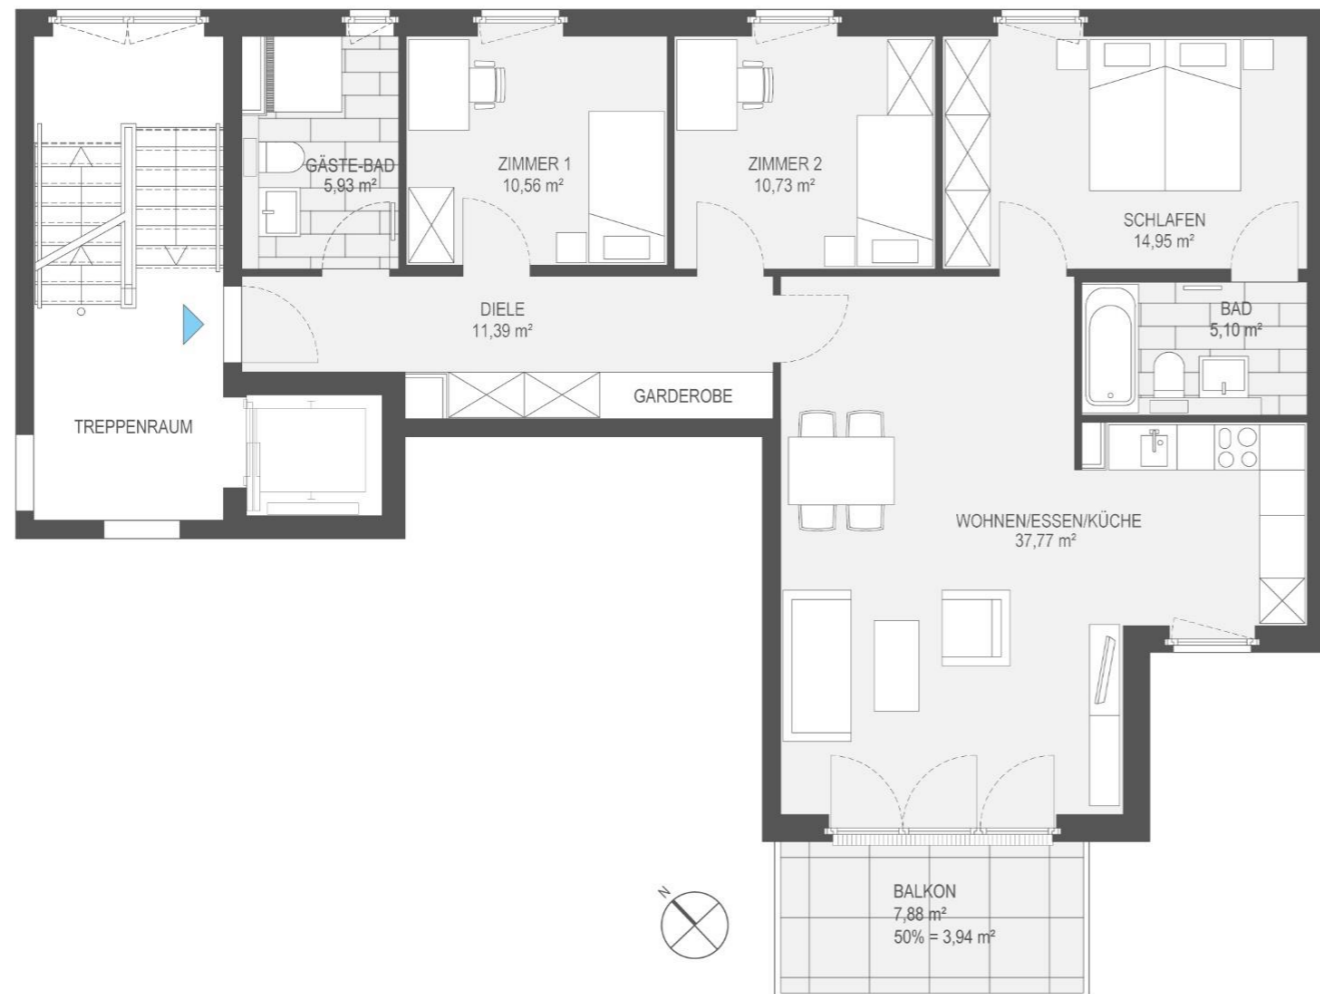 GÄSTE-BAD
5,93 m²
ZIMMER 1
10,56 m²
ZIMMER 2
10,73 m²
SCHLAFEN
14,95 m²
DIELE
11,39 m²
BAD
5,10 m²
GARDEROBE
TREPPENRAUM
WOHNEN/ESSEN/KÜCHE
37,77 m²
N
BALKON
7,88 m²
50% = 3,94 m²